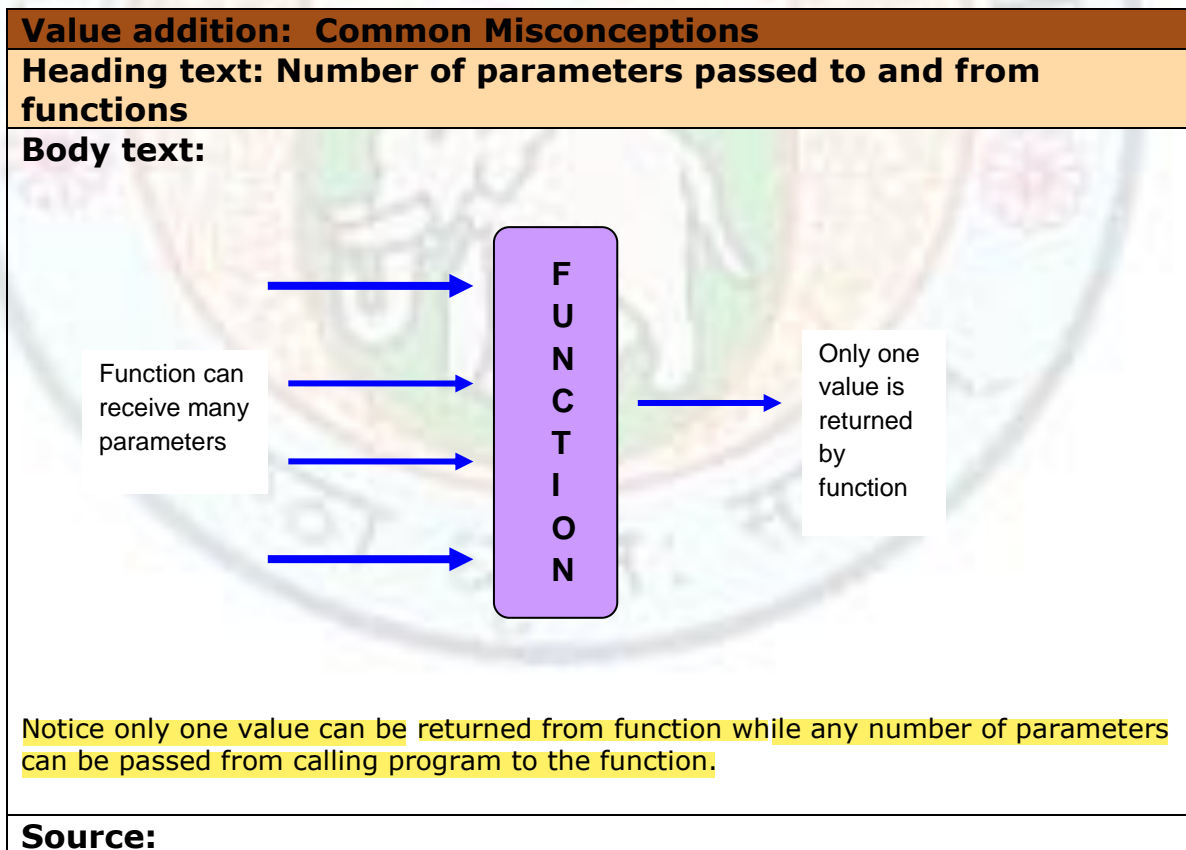 Value addition: Common Misconceptions
Heading text: Number of parameters passed to and from
functions
Body text:
Function can
receive many
parameters
F
U
N
C
T
I
O
N
Only one
value is
returned
by
function
Notice only one value can be returned from function while any number of parameters
can be passed from calling program to the function.
Source: